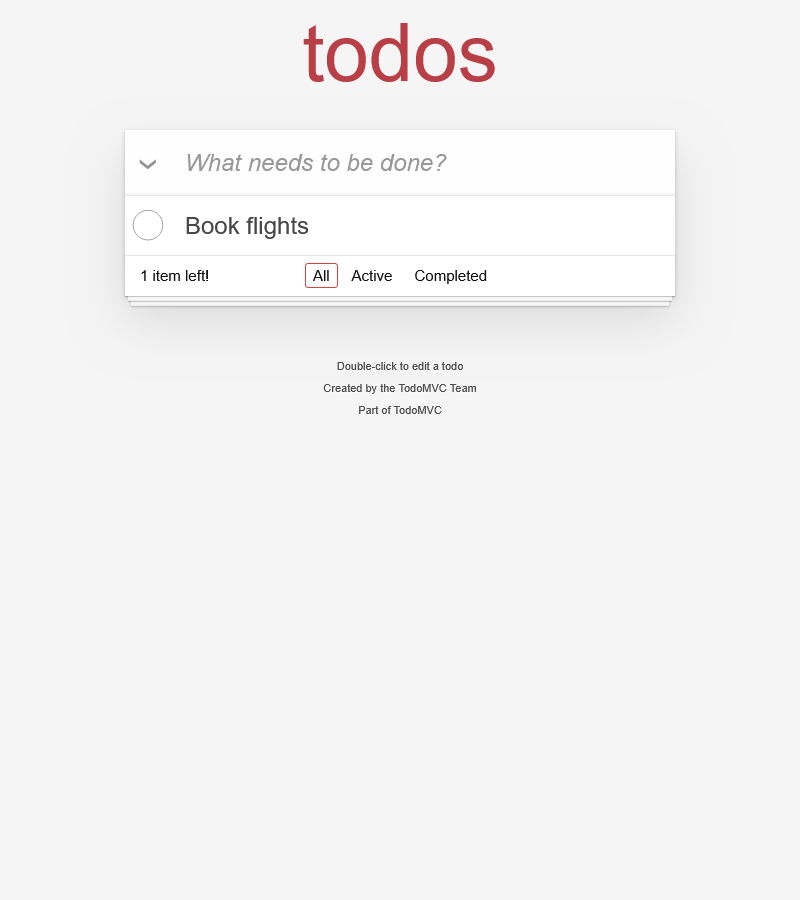 todos
What needs to be done?
Book flights
1 item left!
All Active Completed
Double-click to edit a todo
Created by the TodoMVC Team
Part of TodoMVC